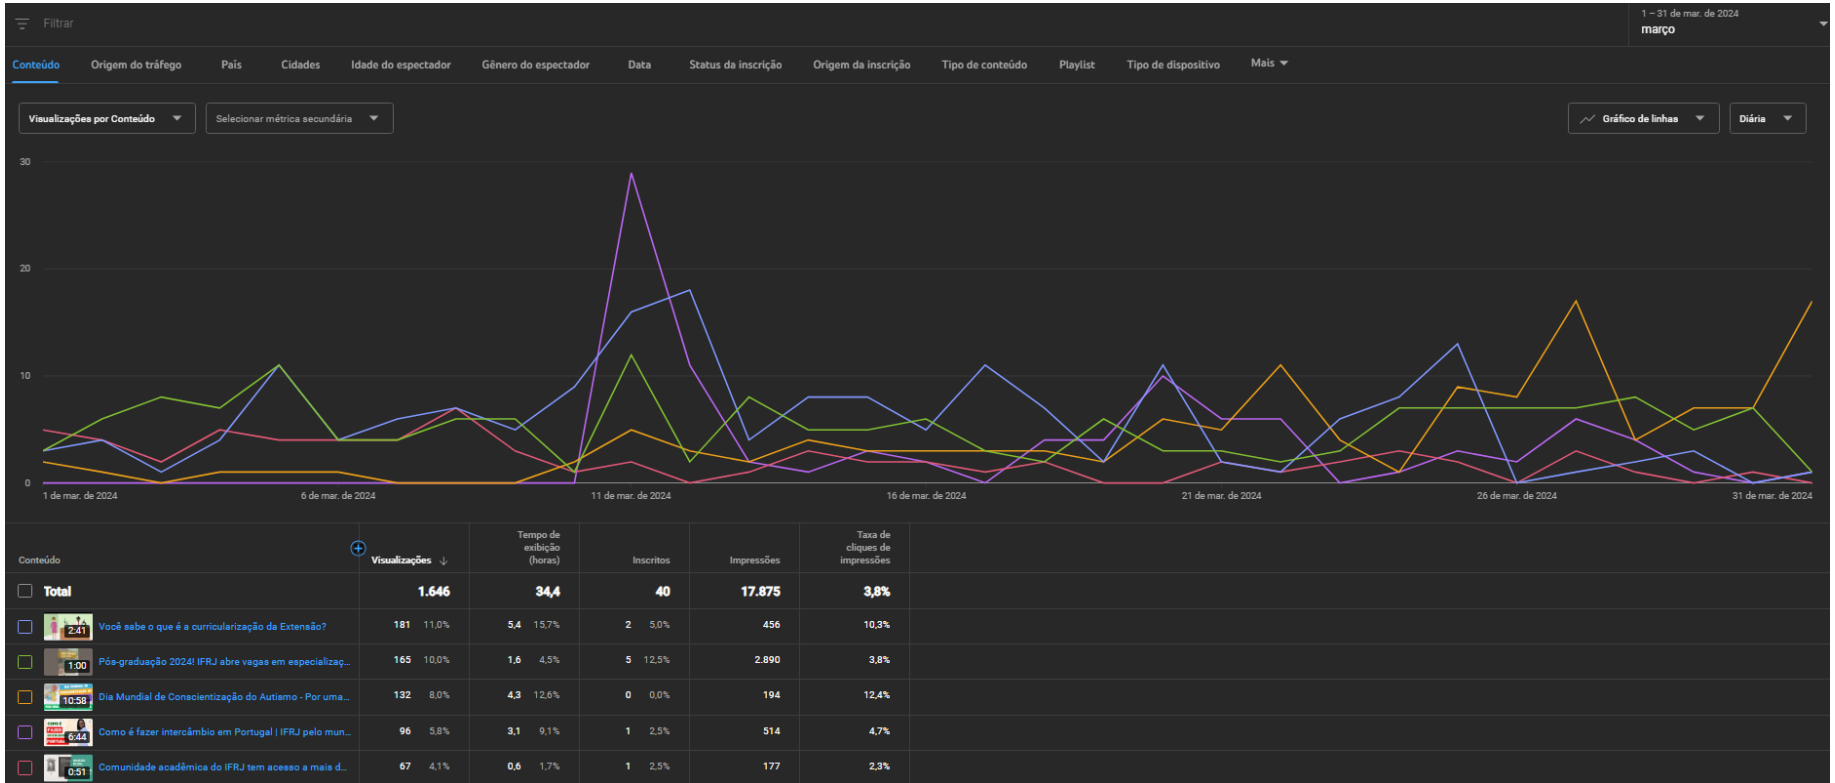 Filtrar
1 – 31 de mar. de 2024
março
Conteúdo Origem do tráfego País Cidades Idade do espectador Gênero do espectador Data Status da inscrição Origem da inscrição Tipo de conteúdo Playlist Tipo de dispositivo Mais
Visualizações por Conteúdo Selecionar métrica secundária Gráfico de linhas Diária
30
20
10
0
1 de mar. de 2024 6 de mar. de 2024 11 de mar. de 2024 16 de mar. de 2024 21 de mar. de 2024 26 de mar. de 2024 31 de mar. de 2024
Conteúdo Visualizações Tempo de exibição (horas) Inscritos Impressões Taxa de cliques de impressões
Total 1.646 34,4 40 17.875 3,8%
2:41 Você sabe o que é a curricularização da Extensão? 181 11,0% 5,4 15,7% 2 5,0% 456 10,3%
1:00 Pós-graduação 2024! IFRJ abre vagas em especializaç... 165 10,0% 1,6 4,5% 5 12,5% 2.890 3,8%
10:58 Dia Mundial de Conscientização do Autismo - Por uma... 132 8,0% 4,3 12,6% 0 0,0% 194 12,4%
6:44 Como é fazer intercâmbio em Portugal | IFRJ pelo mun... 96 5,8% 3,1 9,1% 1 2,5% 514 4,7%
0:51 Comunidade acadêmica do IFRJ tem acesso a mais d... 67 4,1% 0,6 1,7% 1 2,5% 177 2,3%